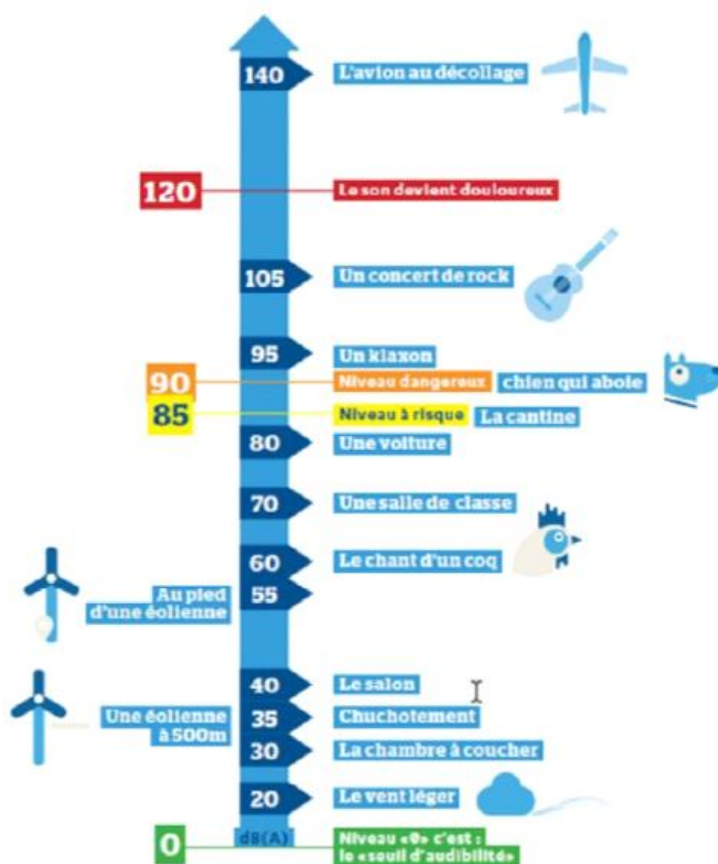 140 L'avion au décollage
120 Le son devient douloureux
105 Un concert de rock
95 Un klaxon
90 Niveau dangereux chien qui aboie
85 Niveau à risque La cantine
80 Une voiture
70 Une salle de classe
60 Le chant d'un coq
Au pied
d'une éolienne
55
40 Le salon
Une éolienne
à 500m
35 Chuchotement
30 La chambre à coucher
20 Le vent léger
0 dB(A) Niveau «0» c'est :
le «seuil d'audibilité»